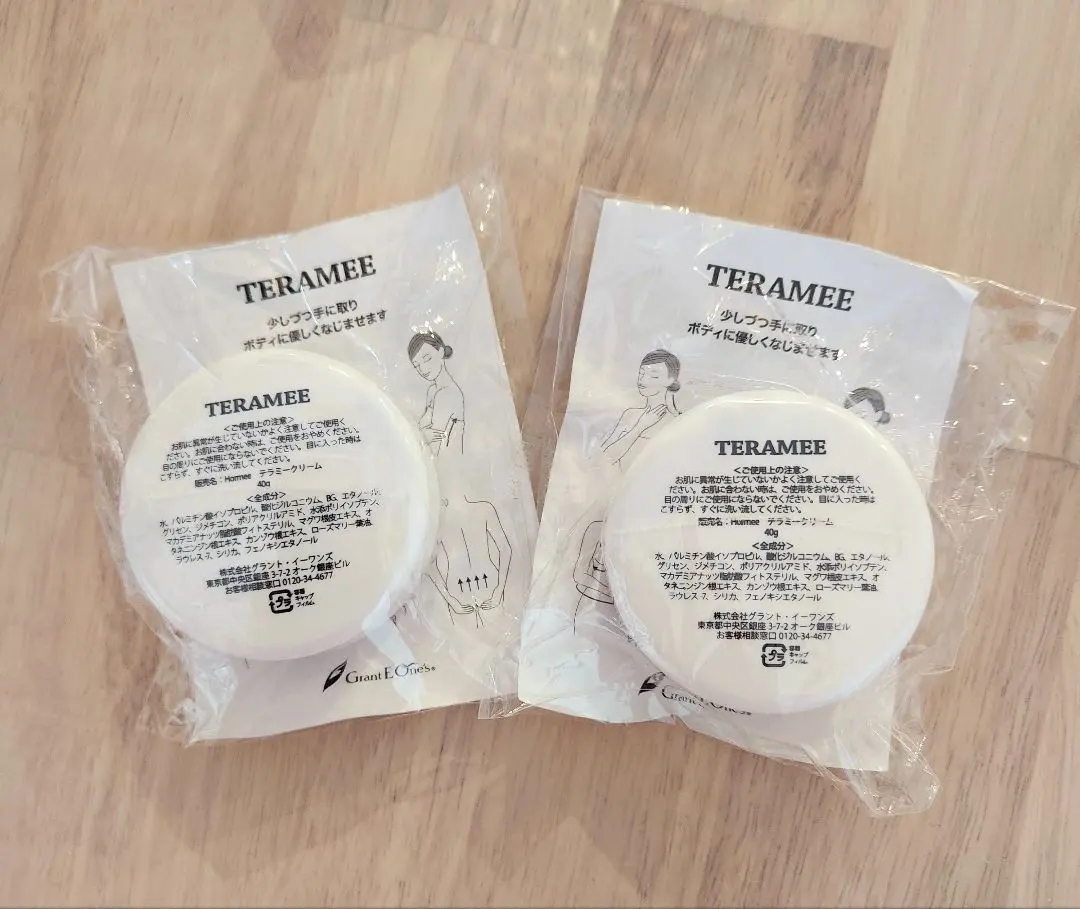 TERAMEE
少しづつ手に取り
ボディに優しくなじませます
TERAMEE
<ご使用上の注意>
お肌に異常が生じていないかよく注意してご使用く
ださい。お肌に合わない時は、ご使用をおやめください。
目の周りにご使用にならないでください。目に入った時は
こすらず、すぐに洗い流してください。
販売名：Hormee テラミークリーム
40g
<全成分>
水、パルミチン酸イソプロピル、酸化ジルコニウム、BG、エタノール、
グリセン、ジメチコン、ポリアクリルアミド、水添ポリイソブテン、
マカデミアナッツ脂肪酸フィトステリル、マグワ根皮エキス、オ
タネニンジン根エキス、カンゾウ根エキス、ローズマリー葉油、
ラウレス-7、シリカ、フェノキシエタノール
株式会社グラント・イーワンズ
東京都中央区銀座 3-7-2 オーク銀座ビル
お客様相談窓口 0120-34-4677
プラ
容器
キャップ
フィルム
Grant E One's®
TERAMEE
少しづつ手に取り
ボディに優しくなじませます
TERAMEE
<ご使用上の注意>
お肌に異常が生じていないかよく注意してご使用く
ださい。お肌に合わない時は、ご使用をおやめください。
目の周りにご使用にならないでください。目に入った時は
こすらず、すぐに洗い流してください。
販売名：Hormee テラミークリーム
40g
<全成分>
水、パルミチン酸イソプロピル、酸化ジルコニウム、BG、エタノール、
グリセン、ジメチコン、ポリアクリルアミド、水添ポリイソブテン、
マカデミアナッツ脂肪酸フィトステリル、マグワ根皮エキス、オ
タネニンジン根エキス、カンゾウ根エキス、ローズマリー葉油、
ラウレス-7、シリカ、フェノキシエタノール
株式会社グラント・イーワンズ
東京都中央区銀座 3-7-2 オーク銀座ビル
お客様相談窓口 0120-34-4677
プラ
容器
キャップ
フィルム
Grant E One's®